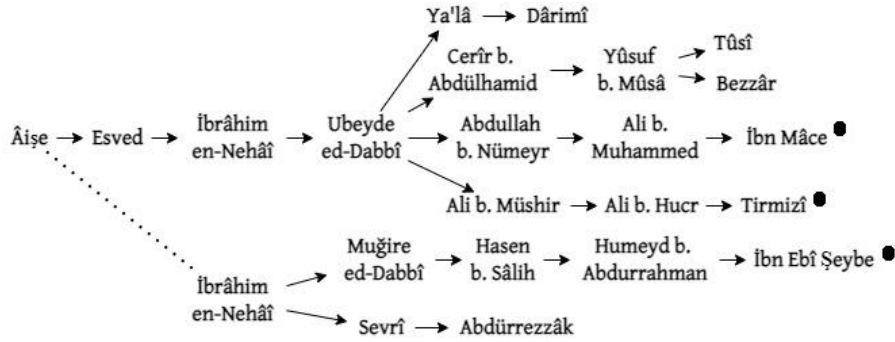 Ya'lâ
Dârimî
Cerîr b.
Abdülhamid
Yûsuf
b. Mûsâ
Tûsî
Bezzâr
Âişe
Esved
İbrâhim
en-Nehâî
Ubeyde
ed-Dabbî
Abdullah
b. Nümeyr
Ali b.
Muhammed
İbn Mâce
Ali b. Müshir
Ali b. Hucr
Tirmizî
İbrâhim
en-Nehâî
Muğire
ed-Dabbî
Hasen
b. Sâlih
Humeyd b.
Abdurrahman
İbn Ebî Şeybe
Sevrî
Abdürrezzâk